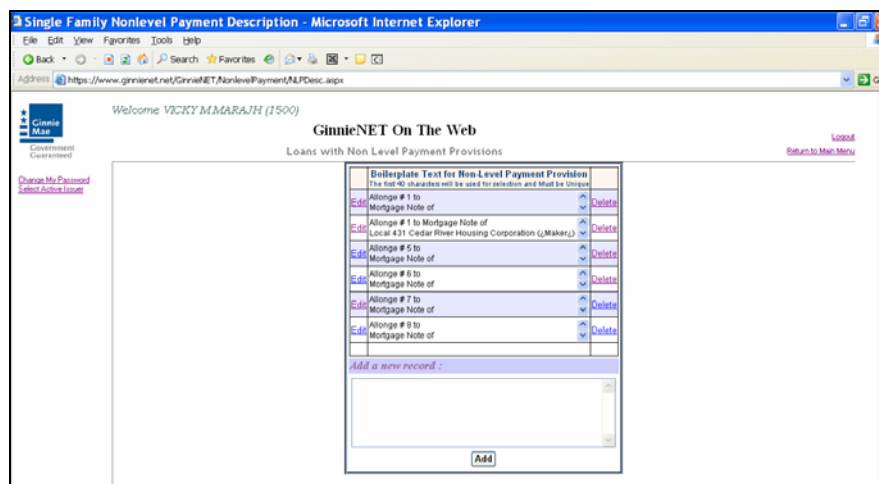 Single Family Nonlevel Payment Description - Microsoft Internet Explorer
File Edit View Favorites Tools Help
Back Search Favorites
Address https://www.ginnienet.net/GinnieNET/NonlevelPayment/NLPDesc.aspx G
Welcome VICKY M MARAJH (1500)
Ginnie Mae
Government Guaranteed
GinnieNET On The Web
Loans with Non Level Payment Provisions
Logout
Return to Main Menu
Change My Password
Select Active Issuer
Boilerplate Text for Non-Level Payment Provision
The first 40 characters will be used for selection and Must be Unique
Edit Allonge # 1 to Delete
Mortgage Note of
Edit Allonge # 1 to Mortgage Note of Delete
Local 431 Cedar River Housing Corporation (¿Maker¿)
Edit Allonge # 5 to Delete
Mortgage Note of
Edit Allonge # 6 to Delete
Mortgage Note of
Edit Allonge # 7 to Delete
Mortgage Note of
Edit Allonge # 8 to Delete
Mortgage Note of
Add a new record :
Add